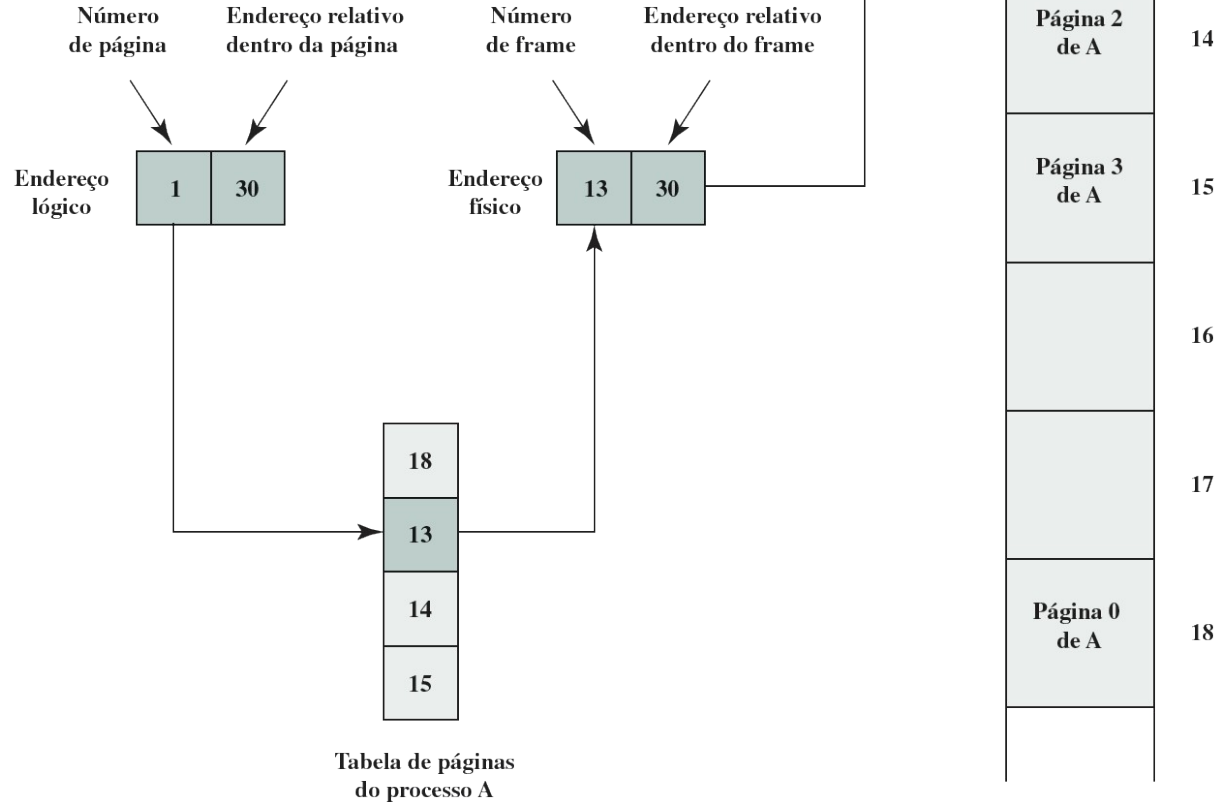 Número
de página
Endereço relativo
dentro da página
Número
de frame
Endereço relativo
dentro do frame
Endereço
lógico
1
30
Endereço
físico
13
30
18
13
14
15
Tabela de páginas
do processo A
Página 2
de A
14
Página 3
de A
15
16
17
Página 0
de A
18